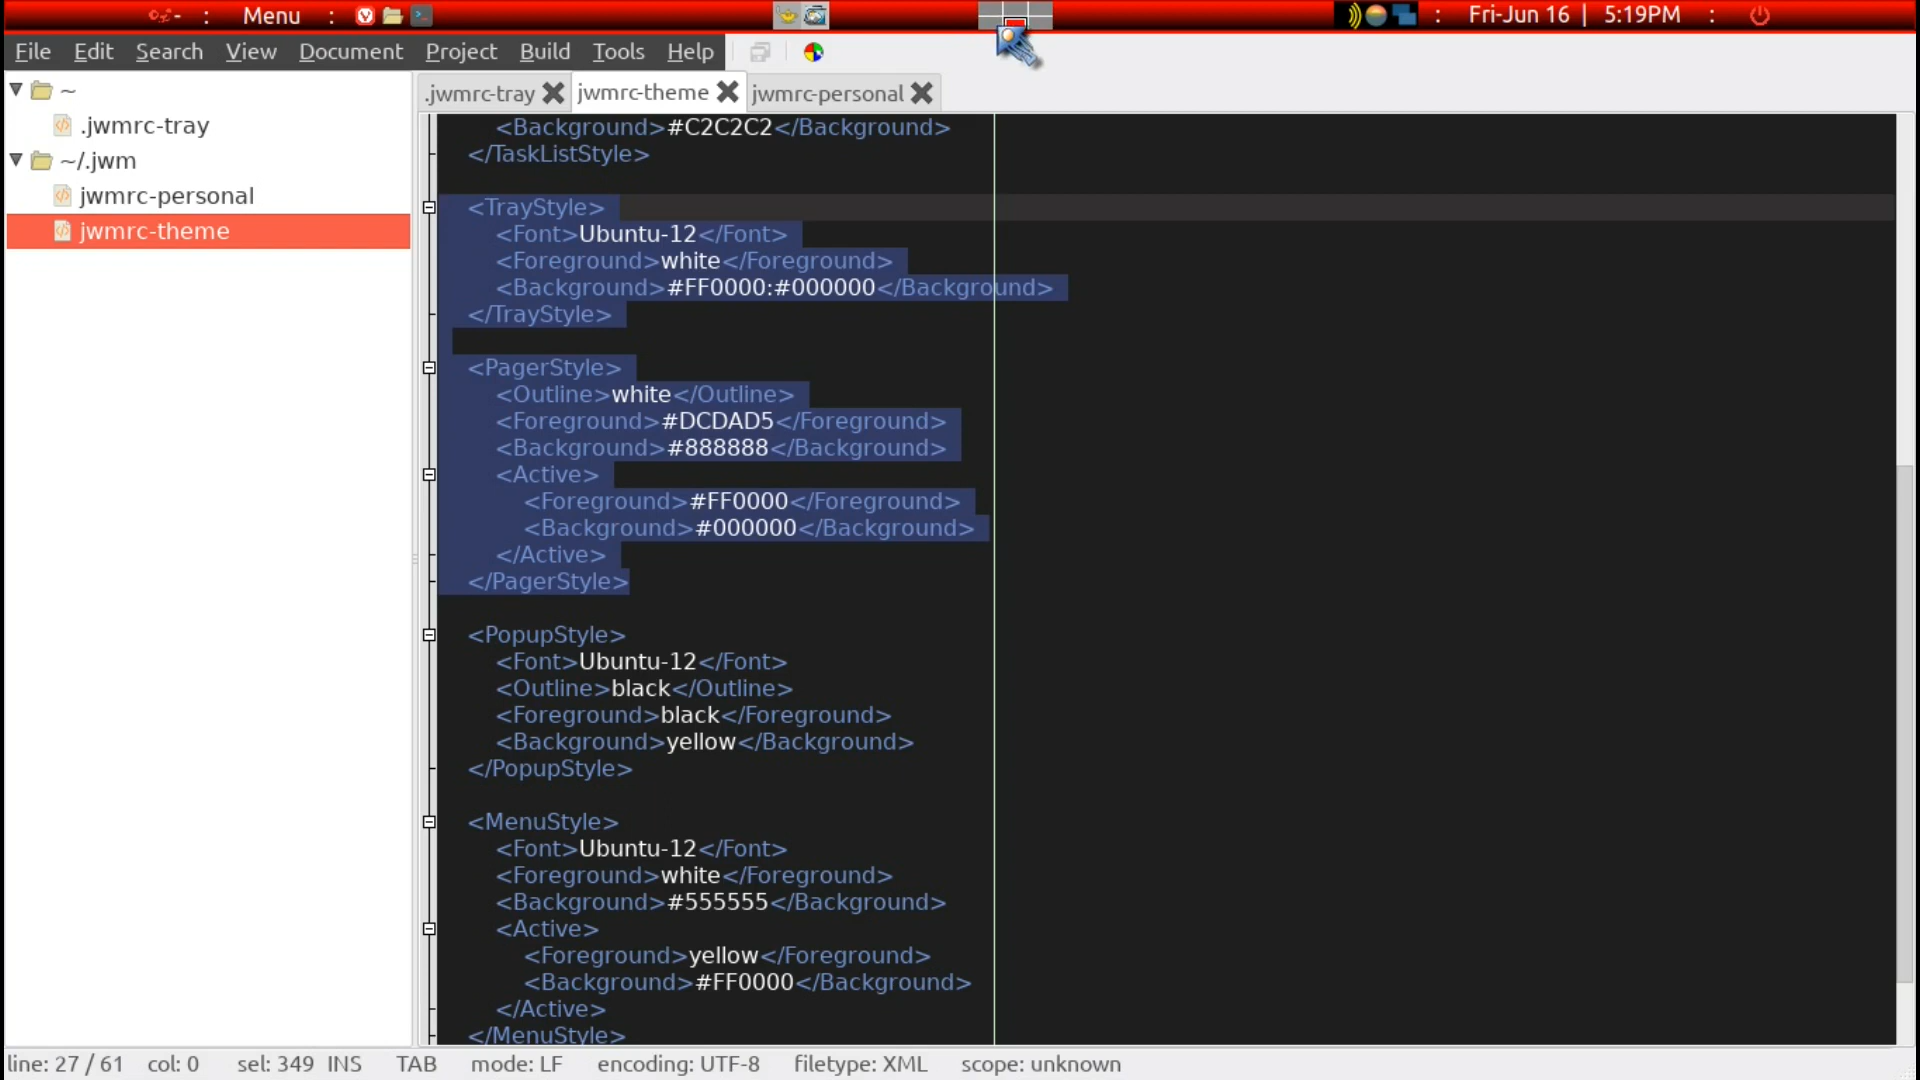 Menu
Fri-Jun 16 | 5:19PM
File Edit Search View Document Project Build Tools Help
~
.jwmrc-tray
~/.jwm
jwmrc-personal
jwmrc-theme
.jwmrc-tray jwmrc-theme jwmrc-personal
<Background>#C2C2C2</Background>
</TaskListStyle>
<TrayStyle>
<Font>Ubuntu-12</Font>
<Foreground>white</Foreground>
<Background>#FF0000:#000000</Background>
</TrayStyle>
<PagerStyle>
<Outline>white</Outline>
<Foreground>#DCDAD5</Foreground>
<Background>#888888</Background>
<Active>
<Foreground>#FF0000</Foreground>
<Background>#000000</Background>
</Active>
</PagerStyle>
<PopupStyle>
<Font>Ubuntu-12</Font>
<Outline>black</Outline>
<Foreground>black</Foreground>
<Background>yellow</Background>
</PopupStyle>
<MenuStyle>
<Font>Ubuntu-12</Font>
<Foreground>white</Foreground>
<Background>#555555</Background>
<Active>
<Foreground>yellow</Foreground>
<Background>#FF0000</Background>
</Active>
</MenuStyle>
line: 27 / 61 col: 0 sel: 349 INS TAB mode: LF encoding: UTF-8 filetype: XML scope: unknown